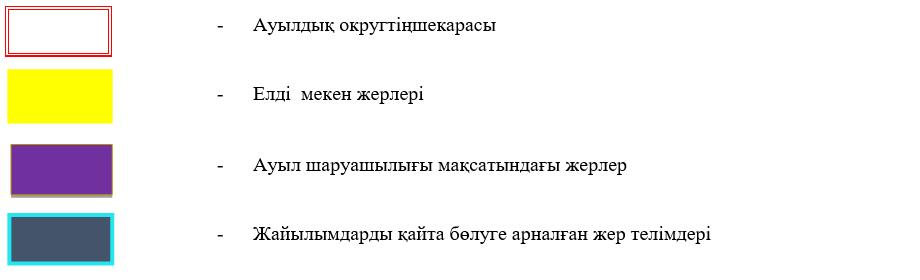 - Ауылдық округтіңшекарасы
- Елді  мекен жерлері
- Ауыл шаруашылығы мақсатындағы жерлер
- Жайылымдарды қайта бөлуге арналған жер телімдері